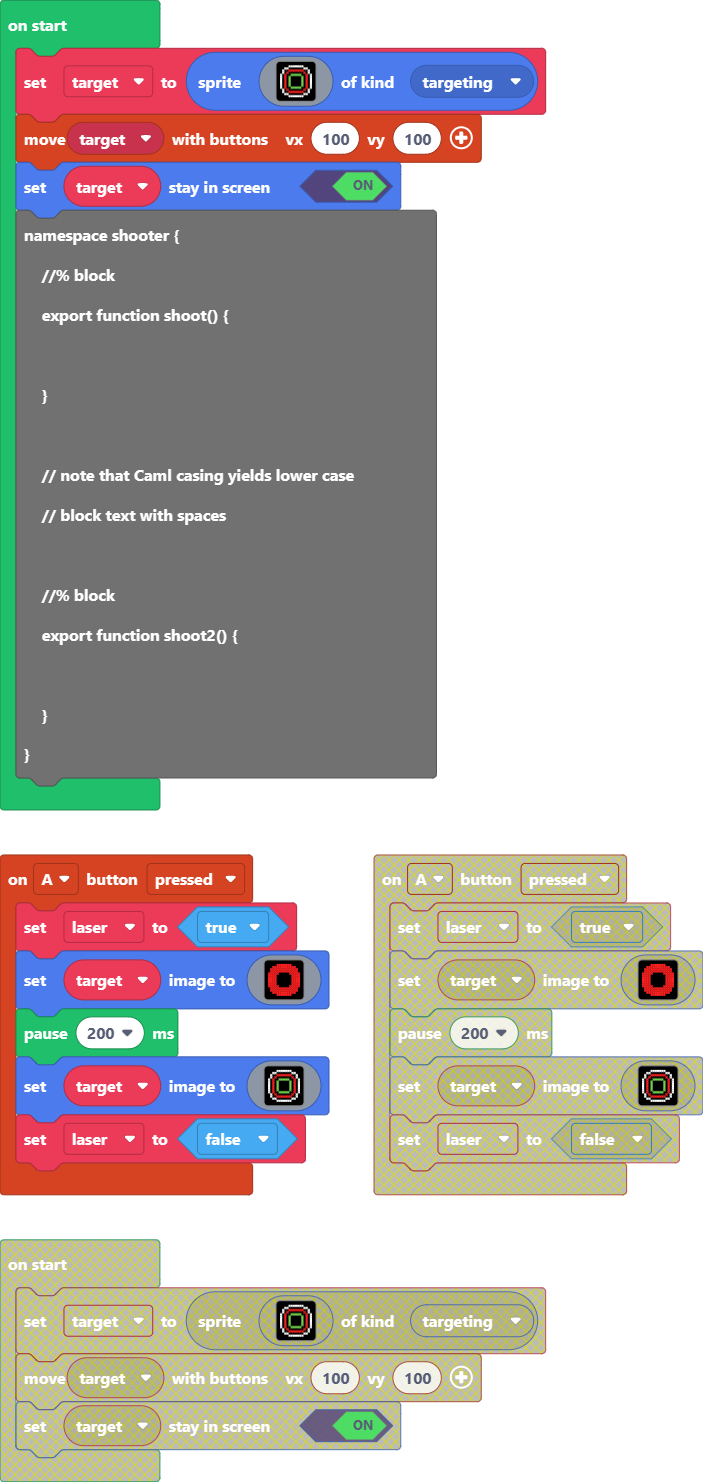 on start
set target to sprite of kind targeting
move target with buttons vx 100 vy 100
set target stay in screen ON
namespace shooter {
//% block
export function shoot() {
}
// note that Caml casing yields lower case
// block text with spaces
//% block
export function shoot2() {
}
}
on A button pressed
set laser to true
set target image to
pause 200 ms
set target image to
set laser to false
on A button pressed
set laser to true
set target image to
pause 200 ms
set target image to
set laser to false
on start
set target to sprite of kind targeting
move target with buttons vx 100 vy 100
set target stay in screen ON